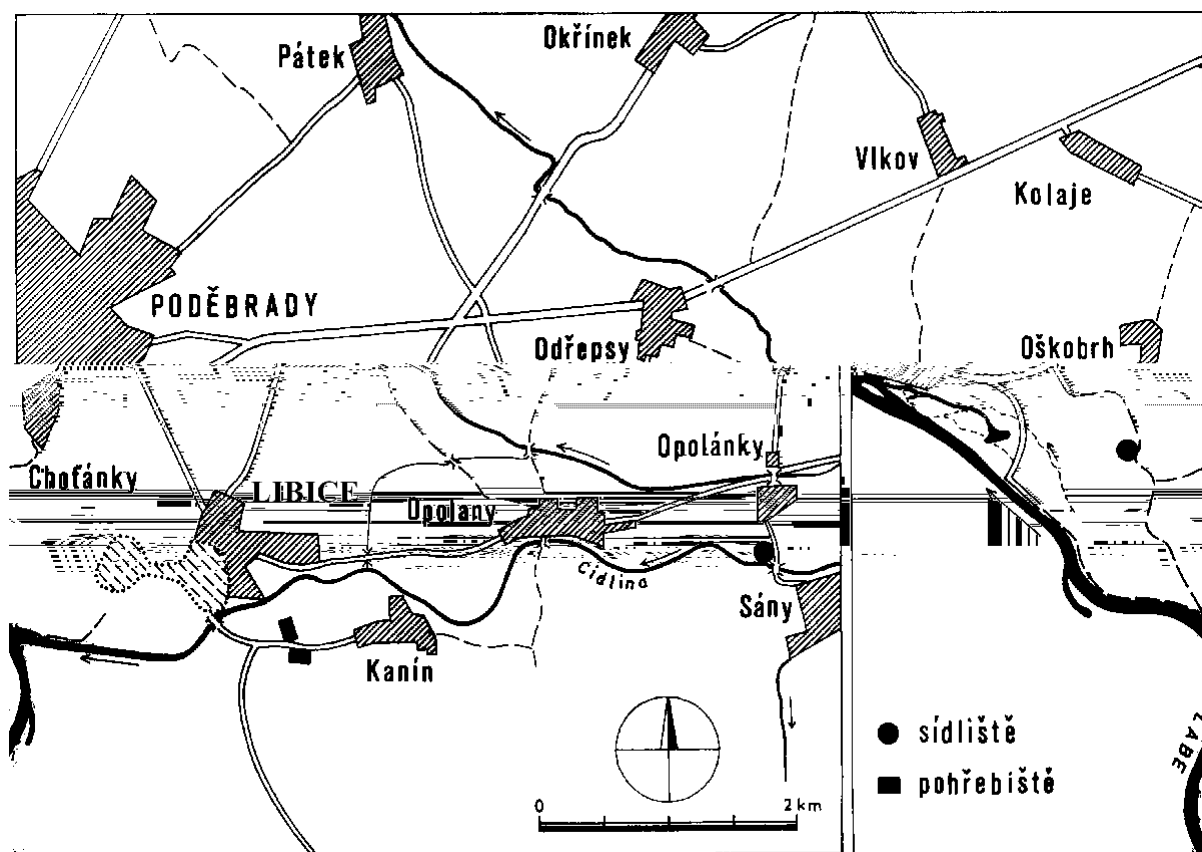 Okřínek
Pátek
Vlkov
Kolaje
PODĚBRADY
Odřepsy
Oškobrh
Opolánky
Choťánky
LIBICE
Opolany
Cidlina
Sány
Kanín
LABE
sídliště
pohřebiště
0 2 km